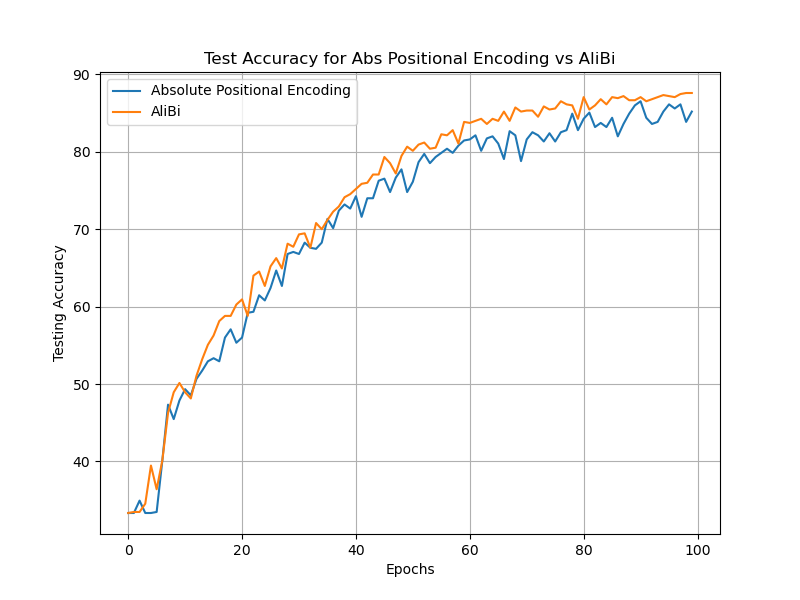 Test Accuracy for Abs Positional Encoding vs AliBi
Absolute Positional Encoding
AliBi
Testing Accuracy
90
80
70
60
50
40
0 20 40 60 80 100
Epochs